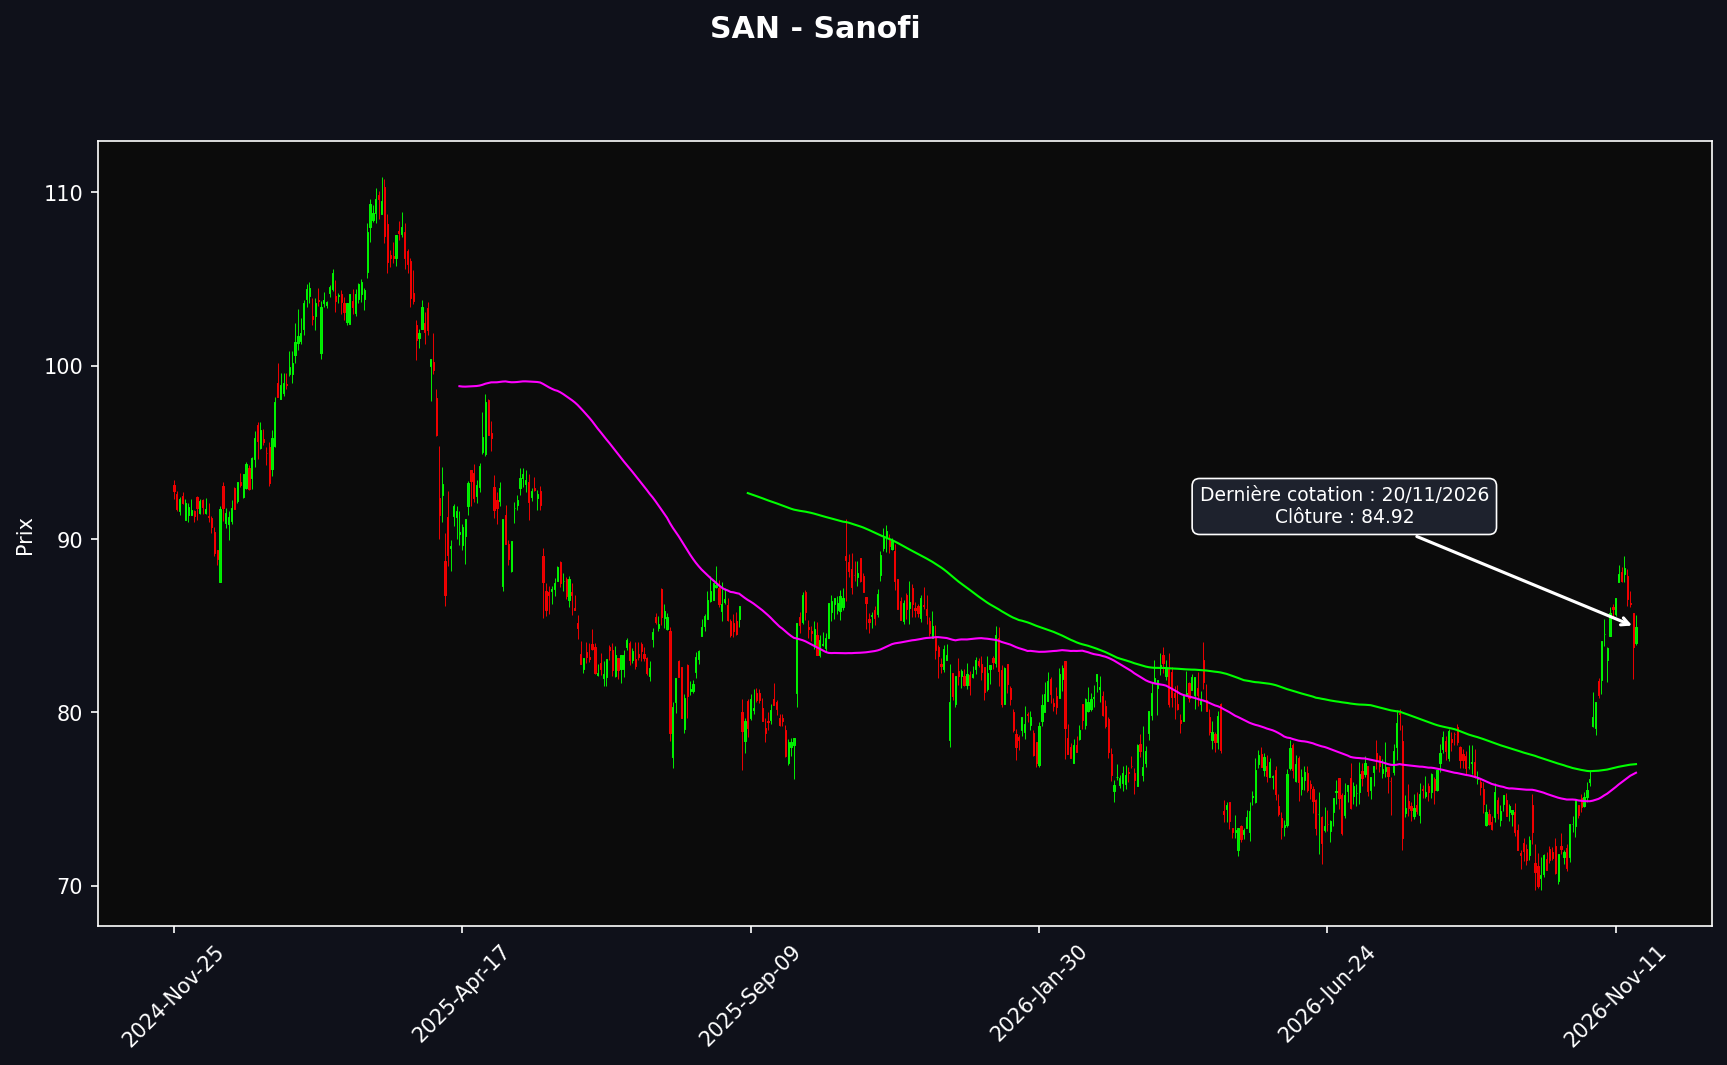 SAN - Sanofi
Prix
110
100
90
80
70
Dernière cotation : 20/11/2026
Clôture : 84.92
2024-Nov-25
2025-Apr-17
2025-Sep-09
2026-Jan-30
2026-Jun-24
2026-Nov-11